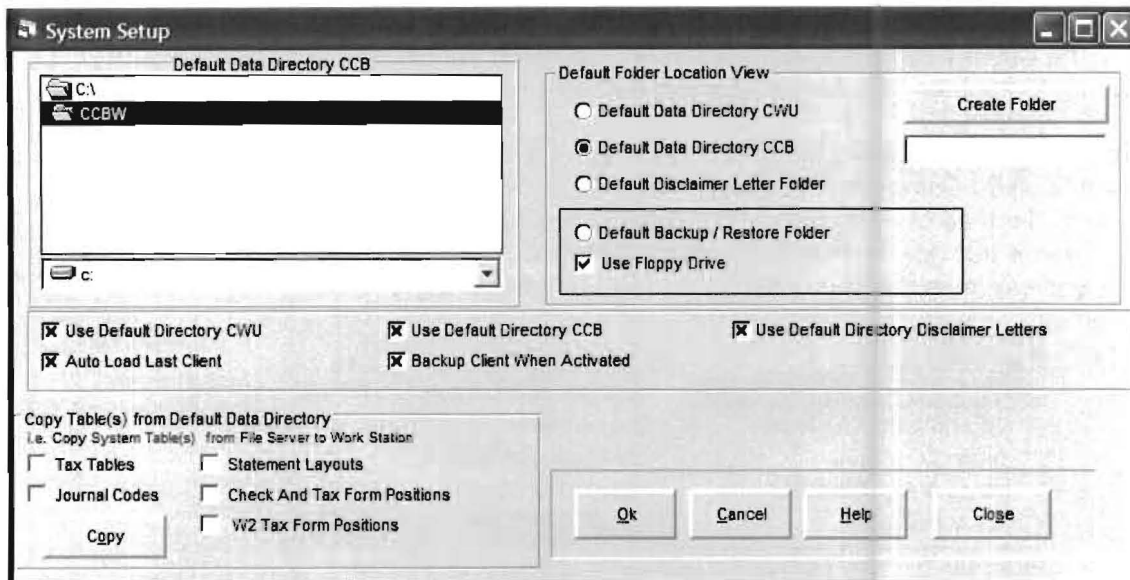 System Setup
Default Data Directory CCB
C:\
CCBW
c:
Default Folder Location View
Default Data Directory CWU
Create Folder
Default Data Directory CCB
Default Disclaimer Letter Folder
Default Backup / Restore Folder
Use Floppy Drive
Use Default Directory CWU
Use Default Directory CCB
Use Default Directory Disclaimer Letters
Auto Load Last Client
Backup Client When Activated
Copy Table(s) from Default Data Directory
i.e. Copy System Table(s) from File Server to Work Station
Tax Tables
Statement Layouts
Journal Codes
Check And Tax Form Positions
W2 Tax Form Positions
Copy
Ok
Cancel
Help
Close